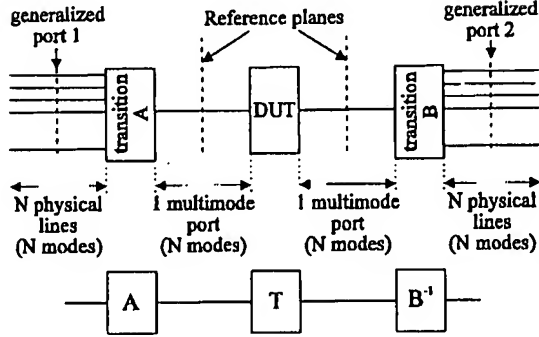 generalized
port 1
Reference planes
generalized
port 2
transition
A
DUT
transition
B
N physical
lines
(N modes)
1 multimode
port
(N modes)
1 multimode
port
(N modes)
N physical
lines
(N modes)
A
T
B⁻¹